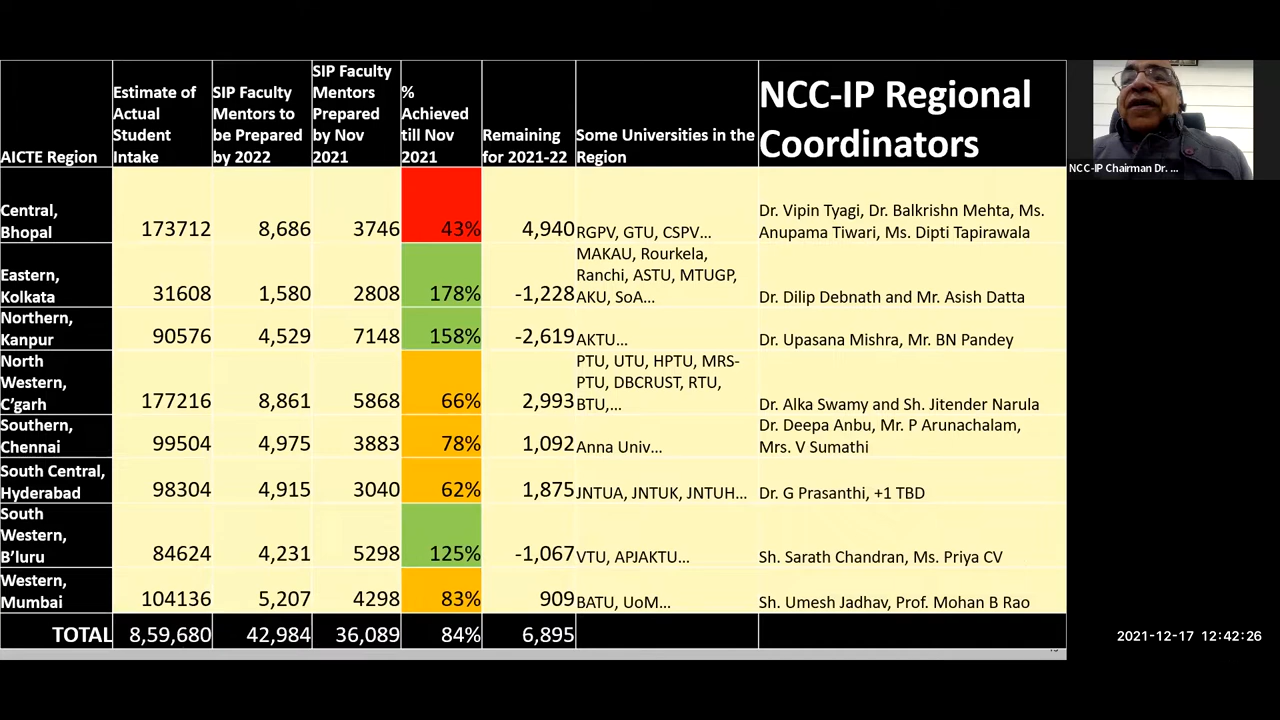 AICTE Region
Estimate of
Actual
Student
Intake
SIP Faculty
Mentors to
be Prepared
by 2022
SIP Faculty
Mentors
Prepared
by Nov
2021
%
Achieved
till Nov
2021
Remaining
for 2021-22
Some Universities in the
Region
NCC-IP Regional
Coordinators
Central,
Bhopal
173712
8,686
3746
43%
4,940
RGPV, GTU, CSPV...
Dr. Vipin Tyagi, Dr. Balkrishn Mehta, Ms.
Anupama Tiwari, Ms. Dipti Tapirawala
Eastern,
Kolkata
31608
1,580
2808
178%
-1,228
MAKAU, Rourkela,
Ranchi, ASTU, MTUGP,
AKU, SoA...
Dr. Dilip Debnath and Mr. Asish Datta
Northern,
Kanpur
90576
4,529
7148
158%
-2,619
AKTU...
Dr. Upasana Mishra, Mr. BN Pandey
North
Western,
C'garh
177216
8,861
5868
66%
2,993
PTU, UTU, HPTU, MRS-
PTU, DBCRUST, RTU,
BTU,...
Dr. Alka Swamy and Sh. Jitender Narula
Southern,
Chennai
99504
4,975
3883
78%
1,092
Anna Univ...
Dr. Deepa Anbu, Mr. P Arunachalam,
Mrs. V Sumathi
South Central,
Hyderabad
98304
4,915
3040
62%
1,875
JNTUA, JNTUK, JNTUH...
Dr. G Prasanthi, +1 TBD
South
Western,
B'luru
84624
4,231
5298
125%
-1,067
VTU, APJAKTU...
Sh. Sarath Chandran, Ms. Priya CV
Western,
Mumbai
104136
5,207
4298
83%
909
BATU, UoM...
Sh. Umesh Jadhav, Prof. Mohan B Rao
TOTAL
8,59,680
42,984
36,089
84%
6,895
NCC-IP Chairman Dr. ...
2021-12-17 12:42:26